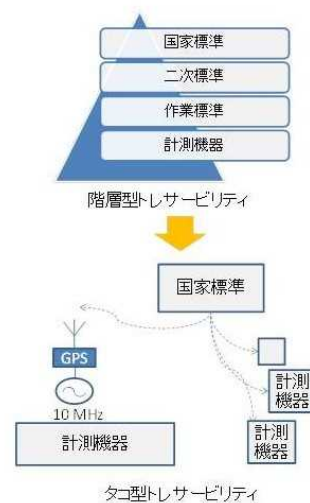 国家標準
二次標準
作業標準
計測機器
階層型トレサービリティ
国家標準
GPS
10 MHz
計測機器
計測
機器
計測
機器
タコ型トレサービリティ